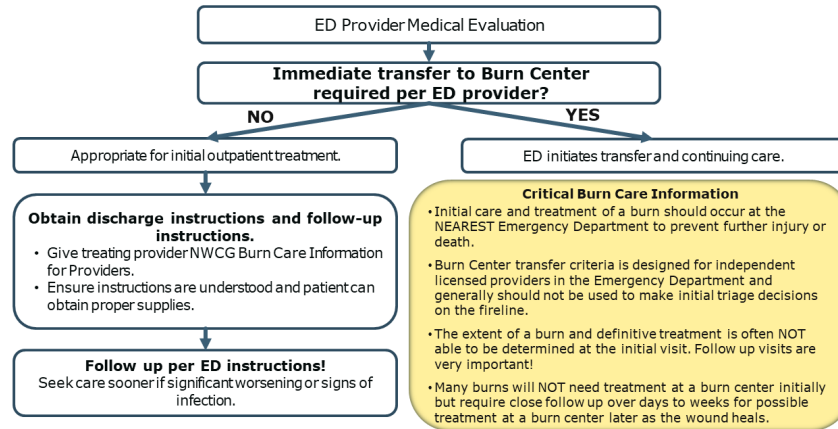 ED Provider Medical Evaluation
Immediate transfer to Burn Center
required per ED provider?
NO
YES
Appropriate for initial outpatient treatment.
ED initiates transfer and continuing care.
Obtain discharge instructions and follow-up
instructions.
• Give treating provider NWCG Burn Care Information
for Providers.
• Ensure instructions are understood and patient can
obtain proper supplies.
Follow up per ED instructions!
Seek care sooner if significant worsening or signs of
infection.
Critical Burn Care Information
• Initial care and treatment of a burn should occur at the
NEAREST Emergency Department to prevent further injury or
death.
• Burn Center transfer criteria is designed for independent
licensed providers in the Emergency Department and
generally should not be used to make initial triage decisions
on the fireline.
• The extent of a burn and definitive treatment is often NOT
able to be determined at the initial visit. Follow up visits are
very important!
• Many burns will NOT need treatment at a burn center initially
but require close follow up over days to weeks for possible
treatment at a burn center later as the wound heals.